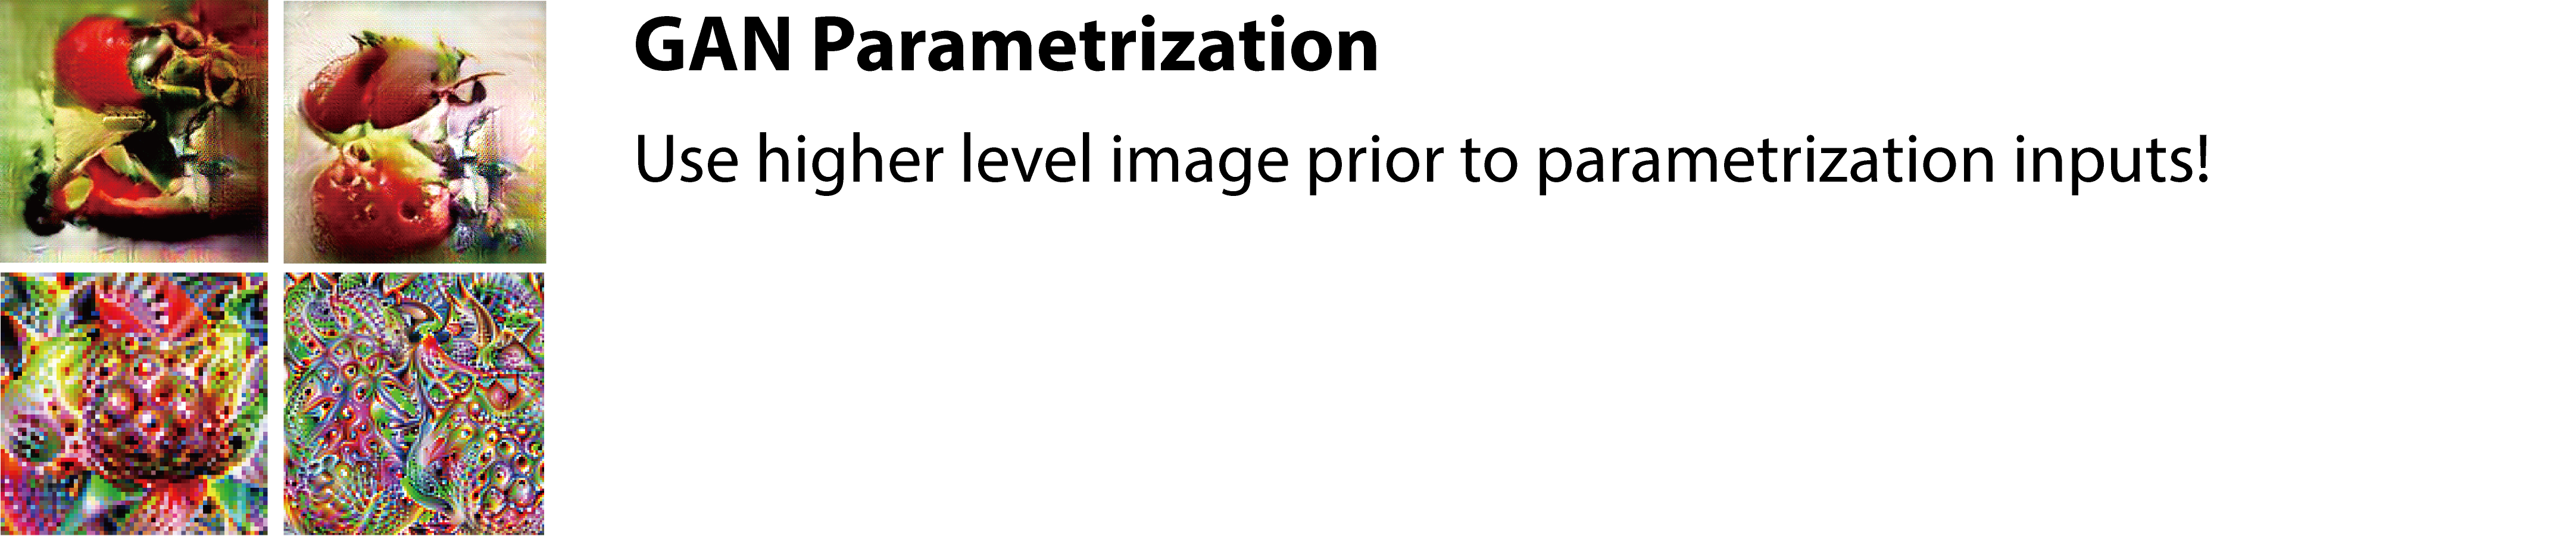 GAN Parametrization
Use higher level image prior to parametrization inputs!